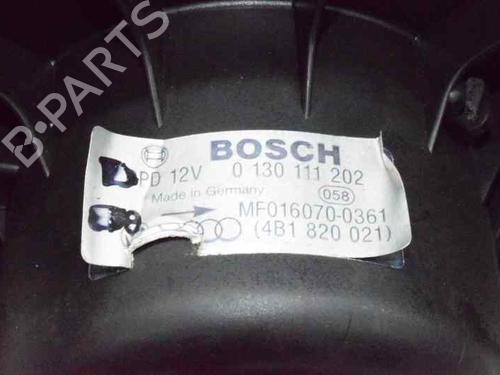 B-PARTS
BOSCH
PD 12V 0 130 111 202
Made in Germany 058
MF016070-0361
(4B1 820 021)